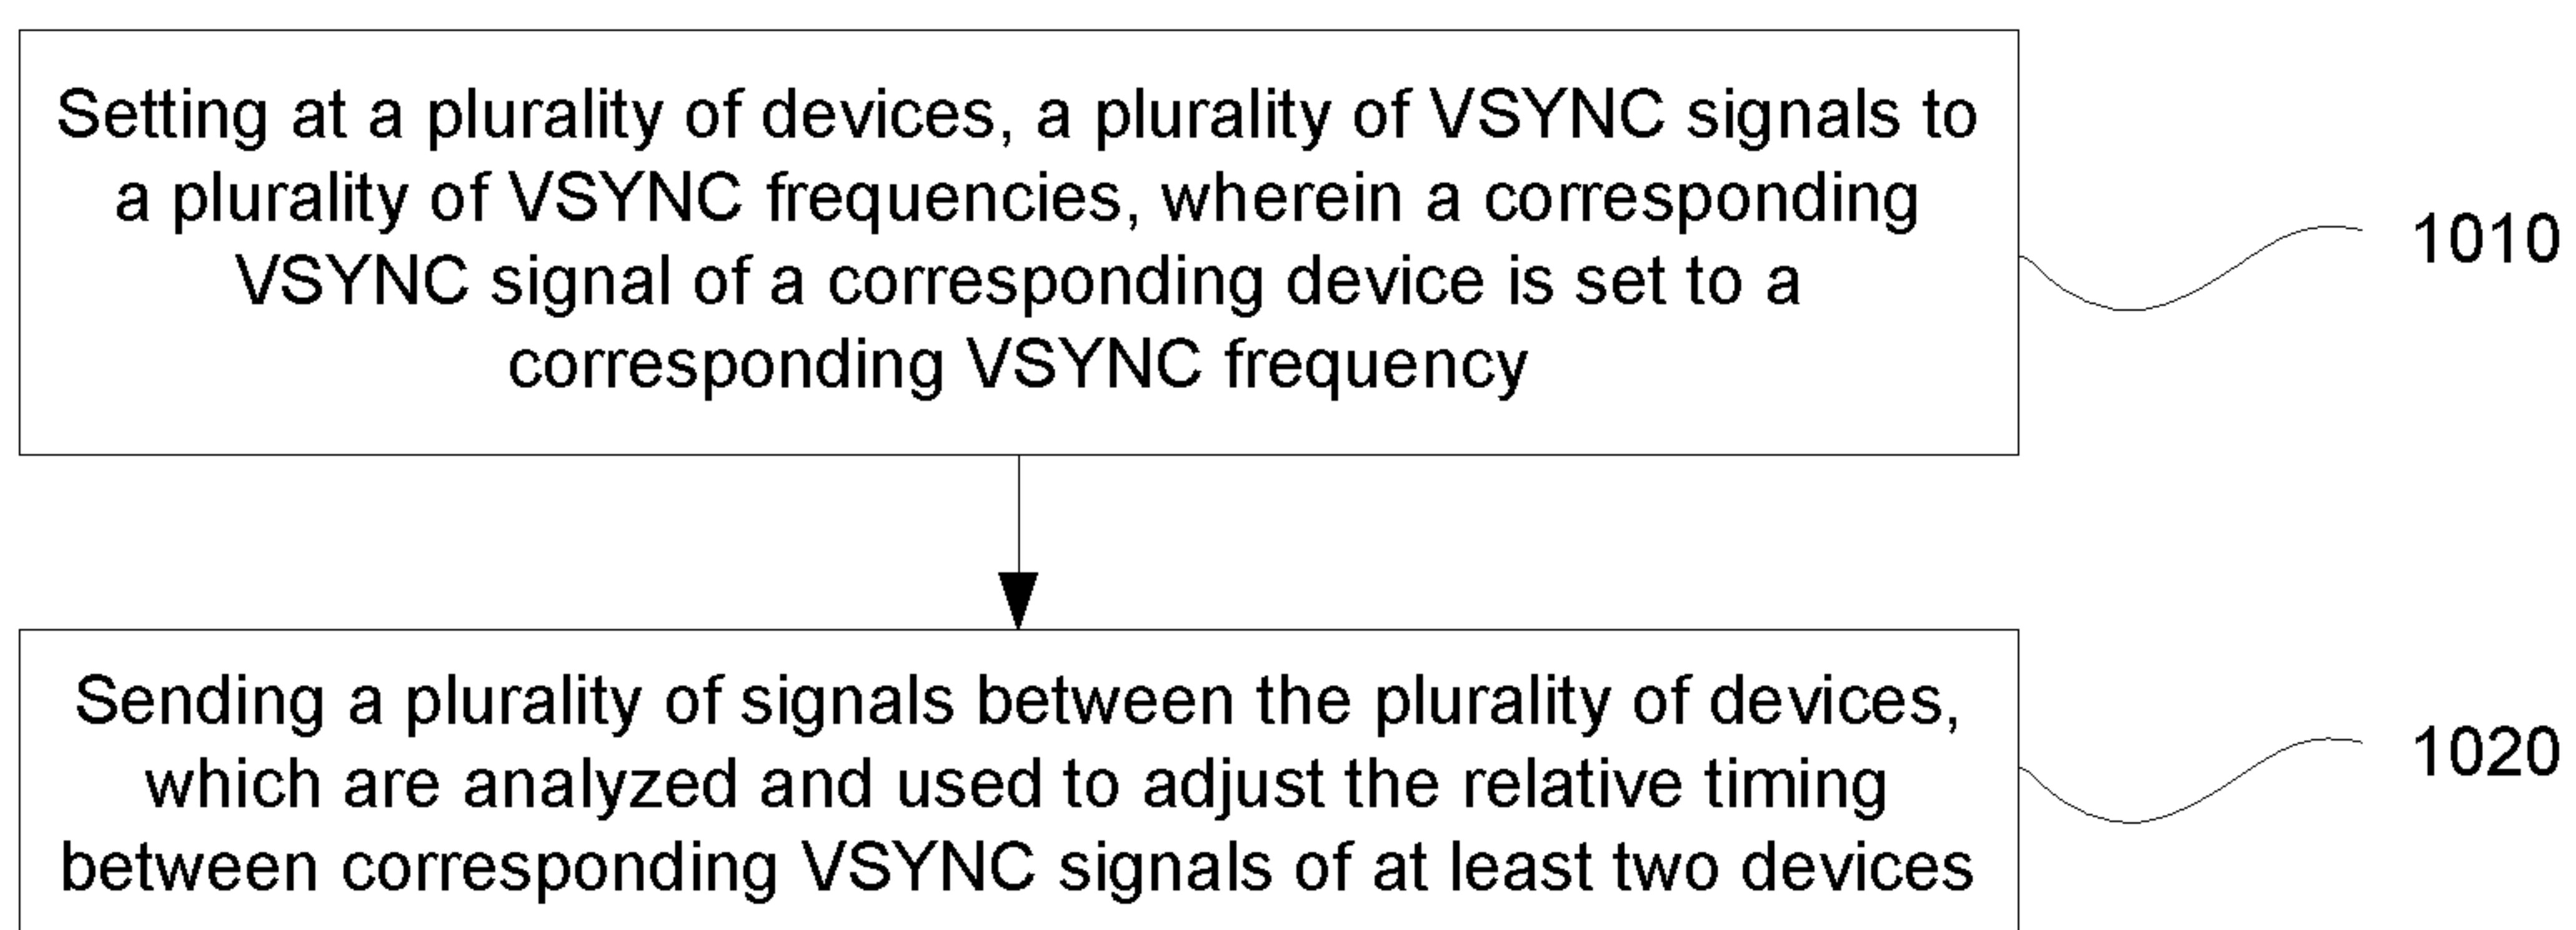 Setting at a plurality of devices, a plurality of VSYNC signals to
a plurality of VSYNC frequencies, wherein a corresponding
VSYNC signal of a corresponding device is set to a
corresponding VSYNC frequency
1010
Sending a plurality of signals between the plurality of devices,
which are analyzed and used to adjust the relative timing
between corresponding VSYNC signals of at least two devices
1020